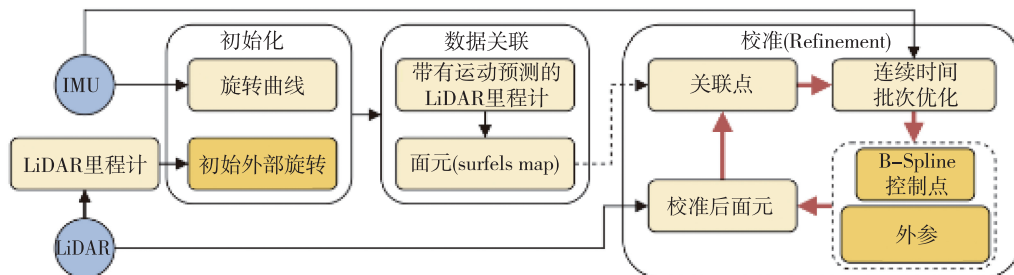 初始化
数据关联
校准(Refinement)
IMU
旋转曲线
带有运动预测的
LiDAR里程计
关联点
连续时间
批次优化
LiDAR里程计
初始外部旋转
面元(surfels map)
校准后面元
B-Spline
控制点
外参
LiDAR